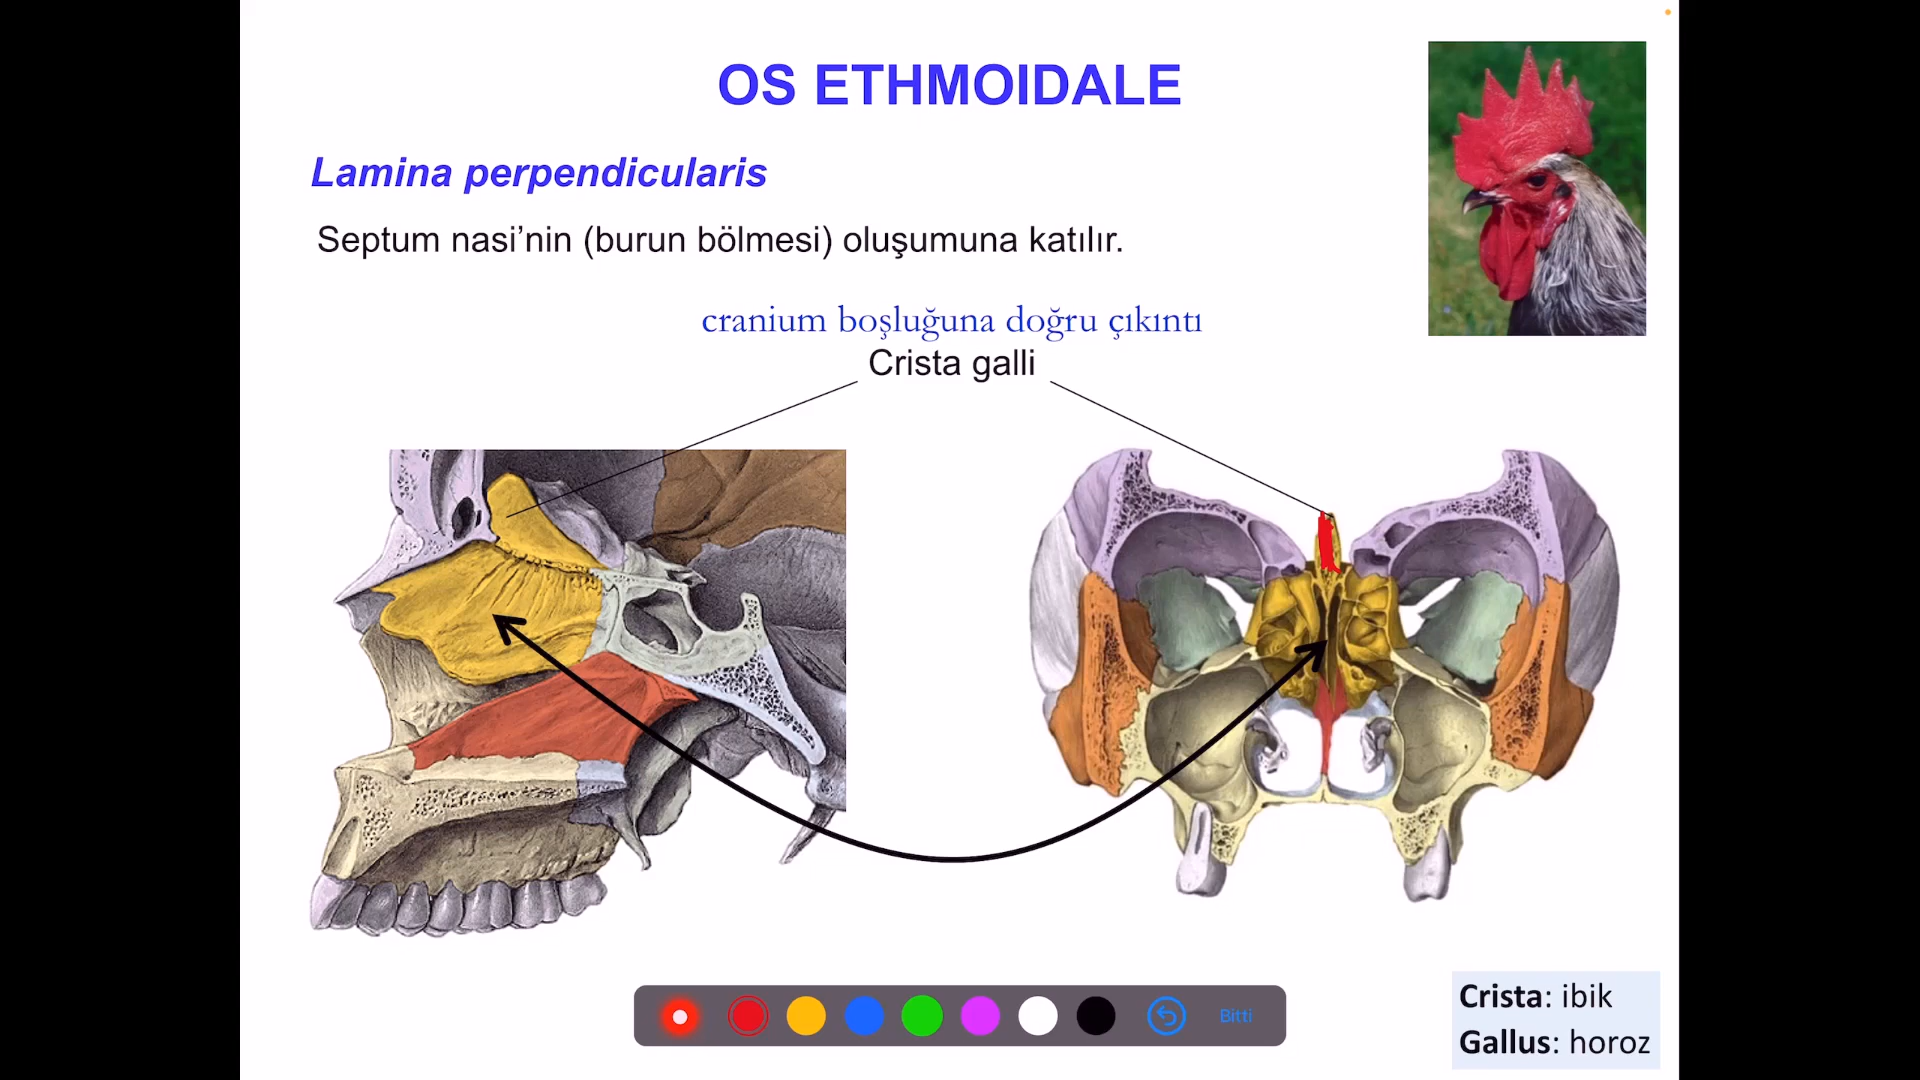 OS ETHMOIDALE
Lamina perpendicularis
Septum nasi’nin (burun bölmesi) oluşumuna katılır.
cranium boşluğuna doğru çıkıntı
Crista galli
Bitti
Crista: ibik
Gallus: horoz